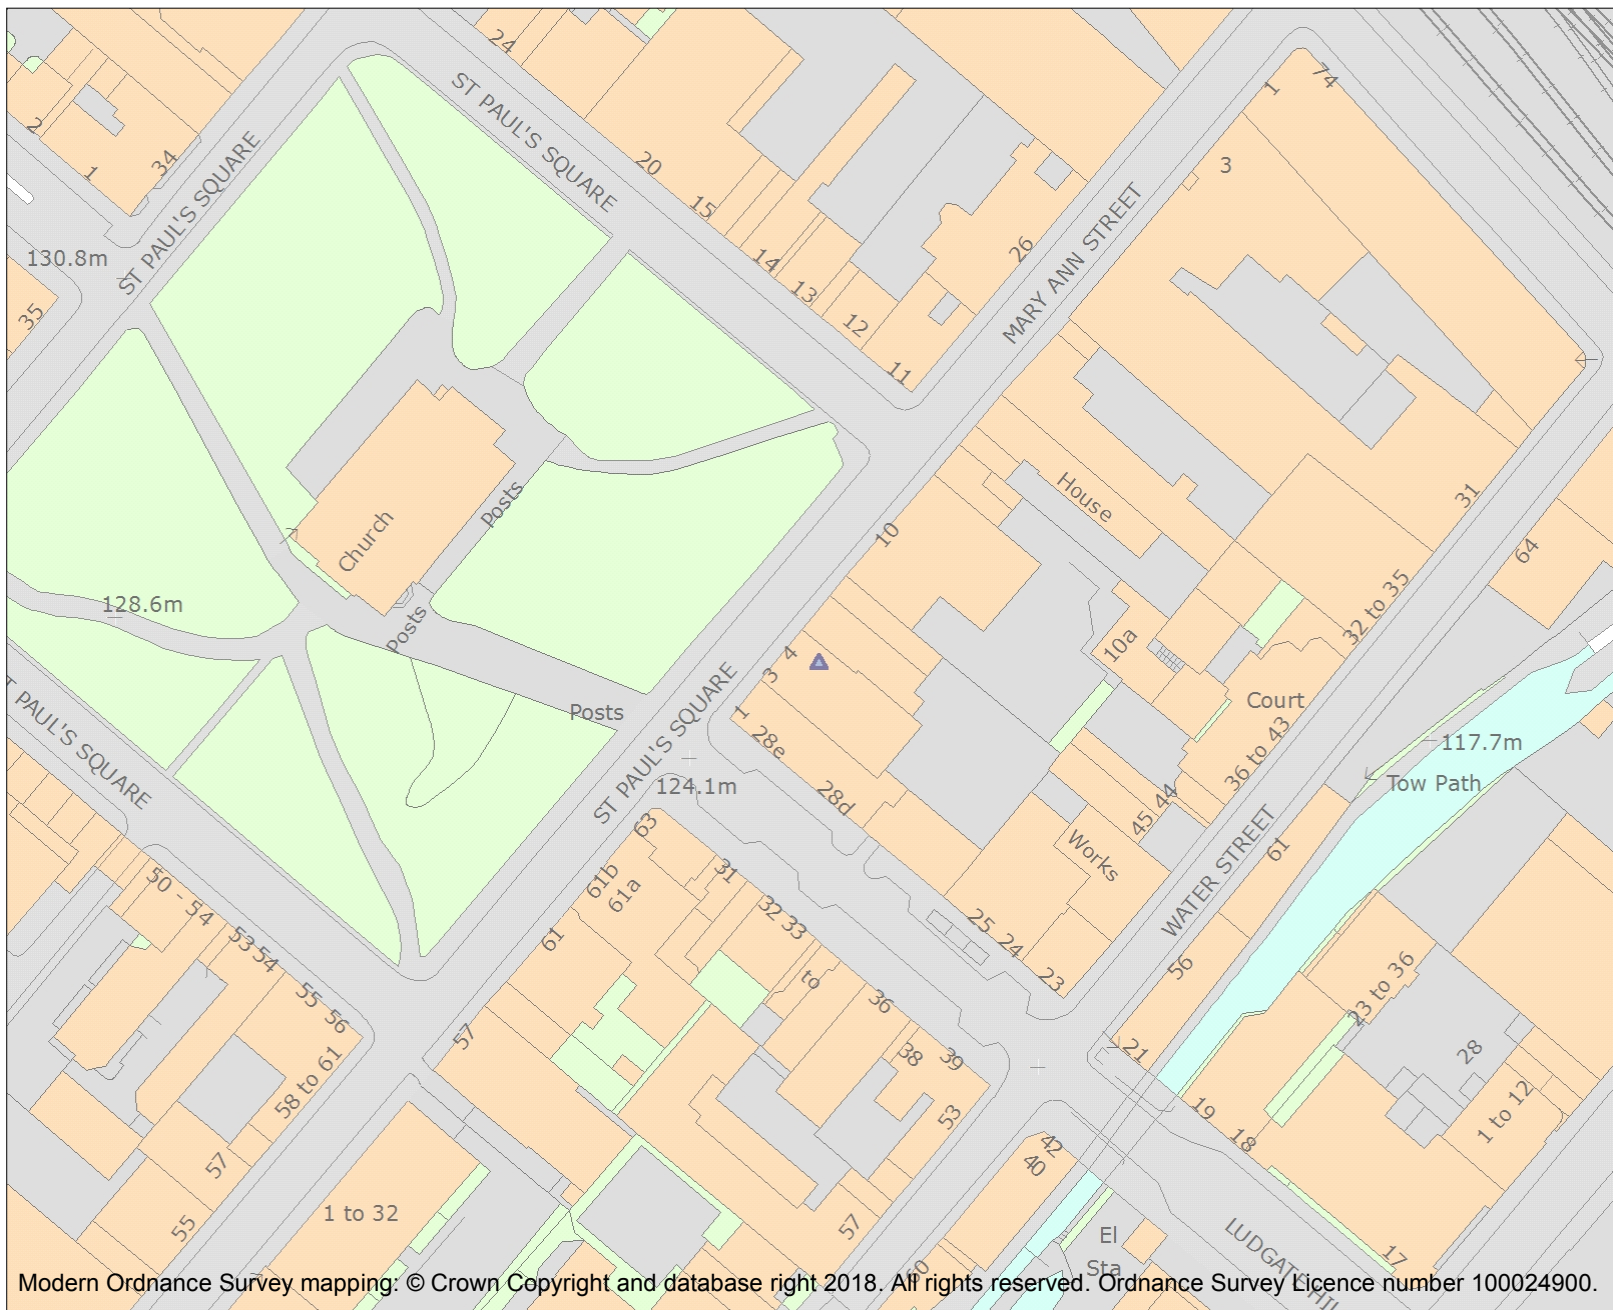 24
ST PAUL'S SQUARE
74
1
2
34
1
20
3
ST PAUL'S SQUARE
15
MARY ANN STREET
26
130.8m
14
13
35
12
11
House
31
Posts
10
Church
64
128.6m
Posts
32 to 35
10a
4
3
Court
ST PAUL'S SQUARE
Posts
1
28e
36 to 43
117.7m
ST PAUL'S SQUARE
124.1m
28d
Tow Path
45 44
63
Works
61
WATER STREET
31
61b
61a
50 - 54
32 33
25
24
61
53 54
to
23
56
55
56
36
23 to 36
57
38
39
21
28
58 to 61
53
19
18
1 to 12
42
40
57
1 to 32
55
57
El
Sta
LUDGATE HIL
17
60
Modern Ordnance Survey mapping: © Crown Copyright and database right 2018. All rights reserved. Ordnance Survey Licence number 100024900.